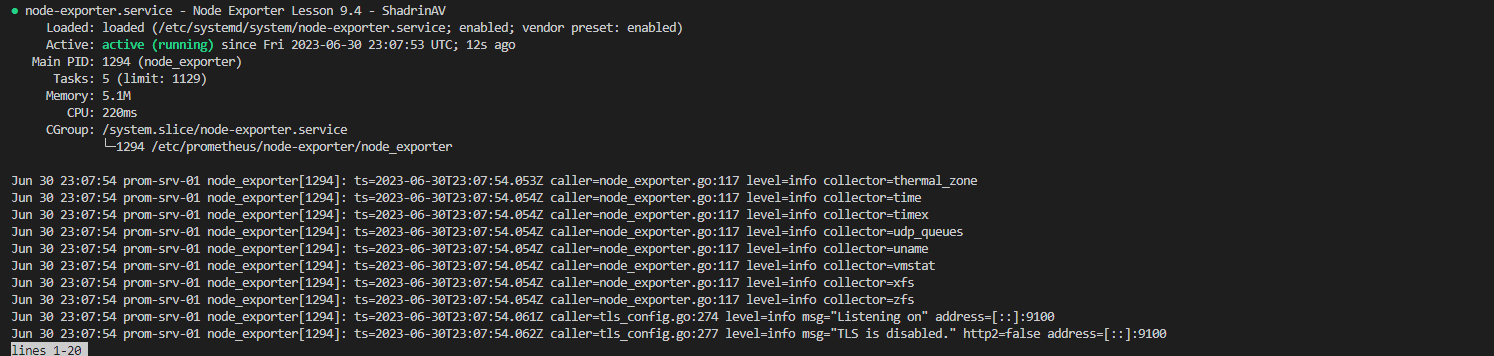 ● node-exporter.service - Node Exporter Lesson 9.4 - ShadrinAV
Loaded: loaded (/etc/systemd/system/node-exporter.service; enabled; vendor preset: enabled)
Active: active (running) since Fri 2023-06-30 23:07:53 UTC; 12s ago
Main PID: 1294 (node_exporter)
Tasks: 5 (limit: 1129)
Memory: 5.1M
CPU: 220ms
CGroup: /system.slice/node-exporter.service
└─1294 /etc/prometheus/node-exporter/node_exporter
Jun 30 23:07:54 prom-srv-01 node_exporter[1294]: ts=2023-06-30T23:07:54.053Z caller=node_exporter.go:117 level=info collector=thermal_zone
Jun 30 23:07:54 prom-srv-01 node_exporter[1294]: ts=2023-06-30T23:07:54.054Z caller=node_exporter.go:117 level=info collector=time
Jun 30 23:07:54 prom-srv-01 node_exporter[1294]: ts=2023-06-30T23:07:54.054Z caller=node_exporter.go:117 level=info collector=timex
Jun 30 23:07:54 prom-srv-01 node_exporter[1294]: ts=2023-06-30T23:07:54.054Z caller=node_exporter.go:117 level=info collector=udp_queues
Jun 30 23:07:54 prom-srv-01 node_exporter[1294]: ts=2023-06-30T23:07:54.054Z caller=node_exporter.go:117 level=info collector=uname
Jun 30 23:07:54 prom-srv-01 node_exporter[1294]: ts=2023-06-30T23:07:54.054Z caller=node_exporter.go:117 level=info collector=vmstat
Jun 30 23:07:54 prom-srv-01 node_exporter[1294]: ts=2023-06-30T23:07:54.054Z caller=node_exporter.go:117 level=info collector=xfs
Jun 30 23:07:54 prom-srv-01 node_exporter[1294]: ts=2023-06-30T23:07:54.054Z caller=node_exporter.go:117 level=info collector=zfs
Jun 30 23:07:54 prom-srv-01 node_exporter[1294]: ts=2023-06-30T23:07:54.061Z caller=tls_config.go:274 level=info msg="Listening on" address=[::]:9100
Jun 30 23:07:54 prom-srv-01 node_exporter[1294]: ts=2023-06-30T23:07:54.062Z caller=tls_config.go:277 level=info msg="TLS is disabled." http2=false address=[::]:9100
lines 1-20